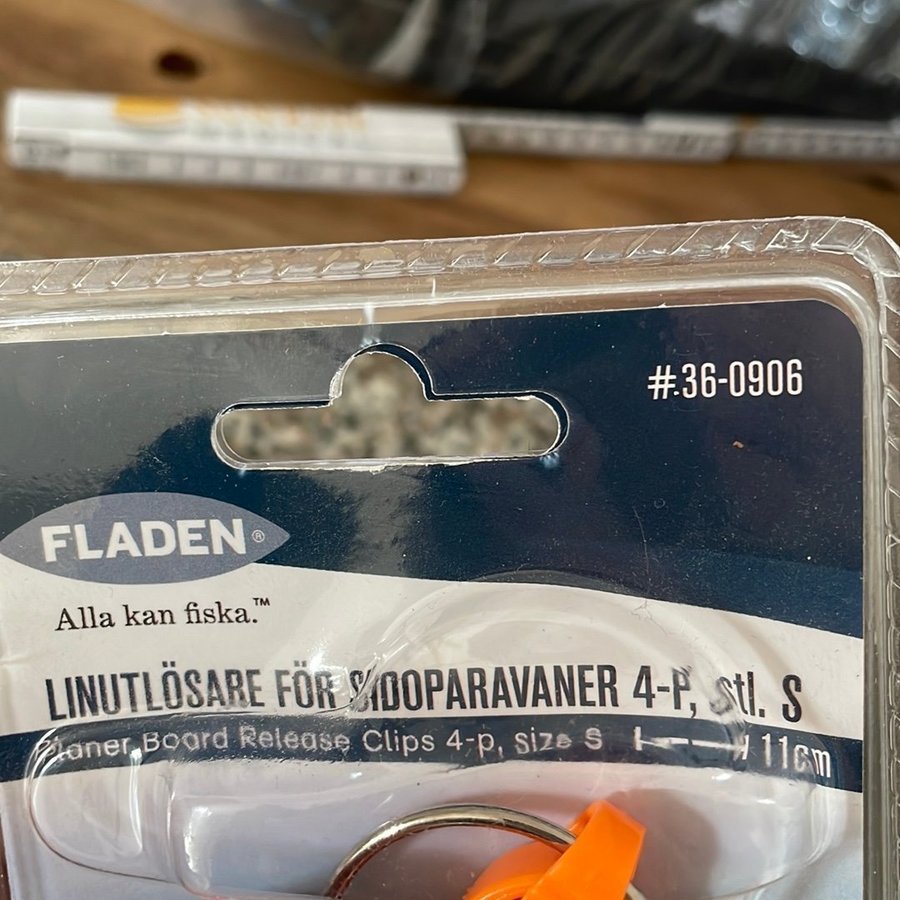 #.36-0906
FLADEN®
Alla kan fiska.™
LINUTLÖSARE FÖR SIDOPARAVANER 4-P, stl. S
Planer Board Release Clips 4-p, size S 11cm